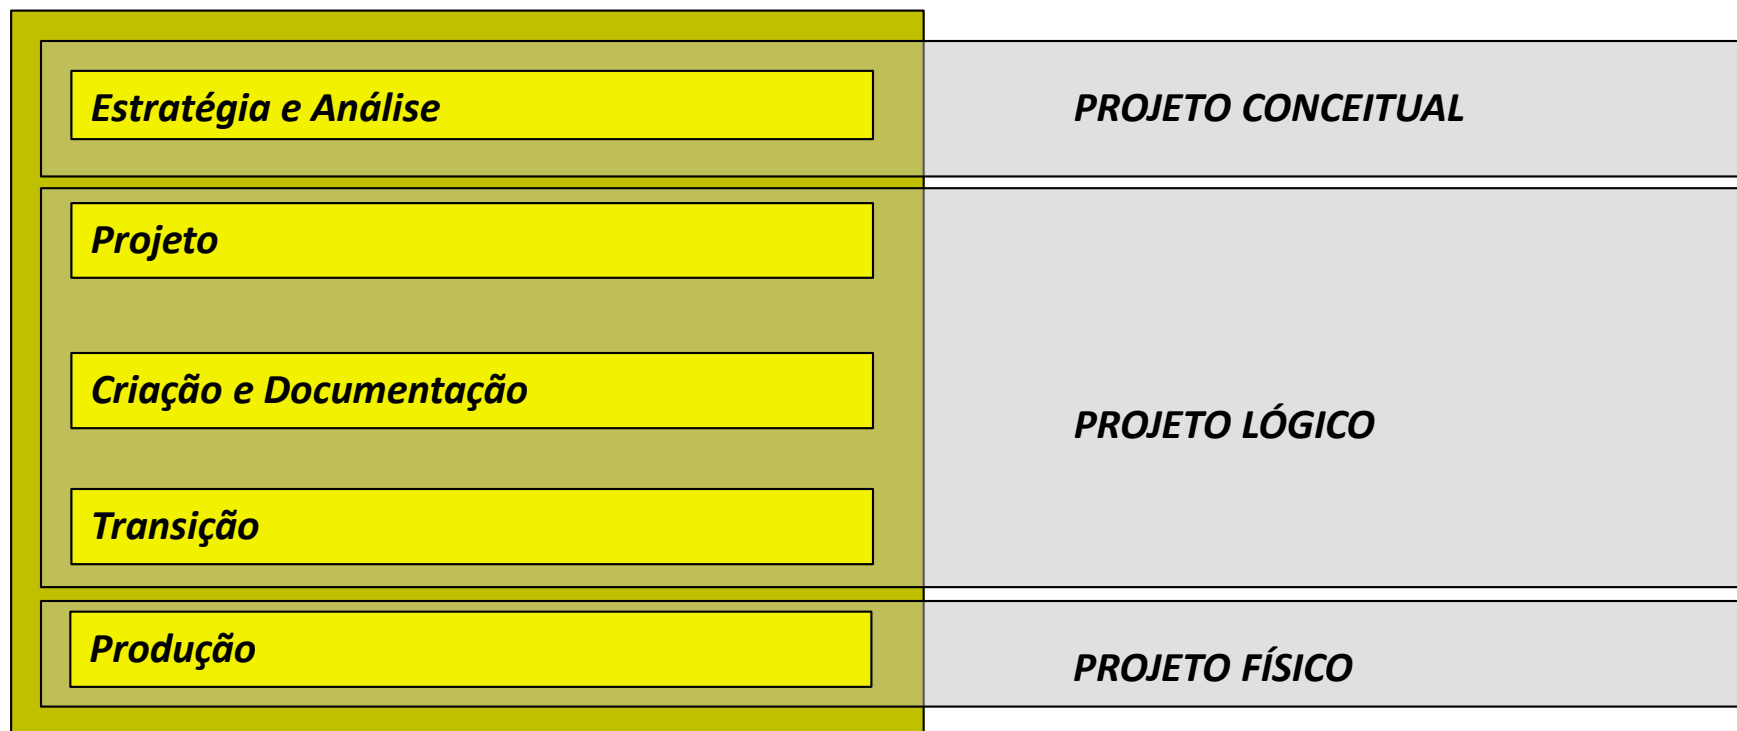 Estratégia e Análise
PROJETO CONCEITUAL
Projeto
Criação e Documentação
PROJETO LÓGICO
Transição
Produção
PROJETO FÍSICO